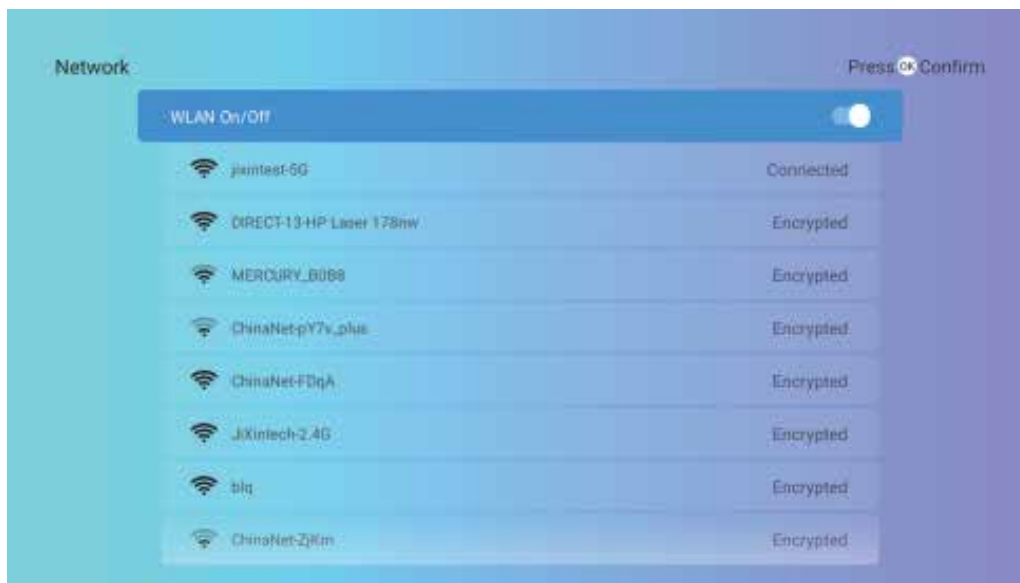 Network
Press OK Confirm
WLAN On/Off
jixintest-5G Connected
DIRECT-13-HP Laser 178nw Encrypted
MERCURY_B0B8 Encrypted
ChinaNet-pY7v_plus Encrypted
ChinaNet-FDqA Encrypted
JiXintech-2.4G Encrypted
blq Encrypted
ChinaNet-ZjKm Encrypted